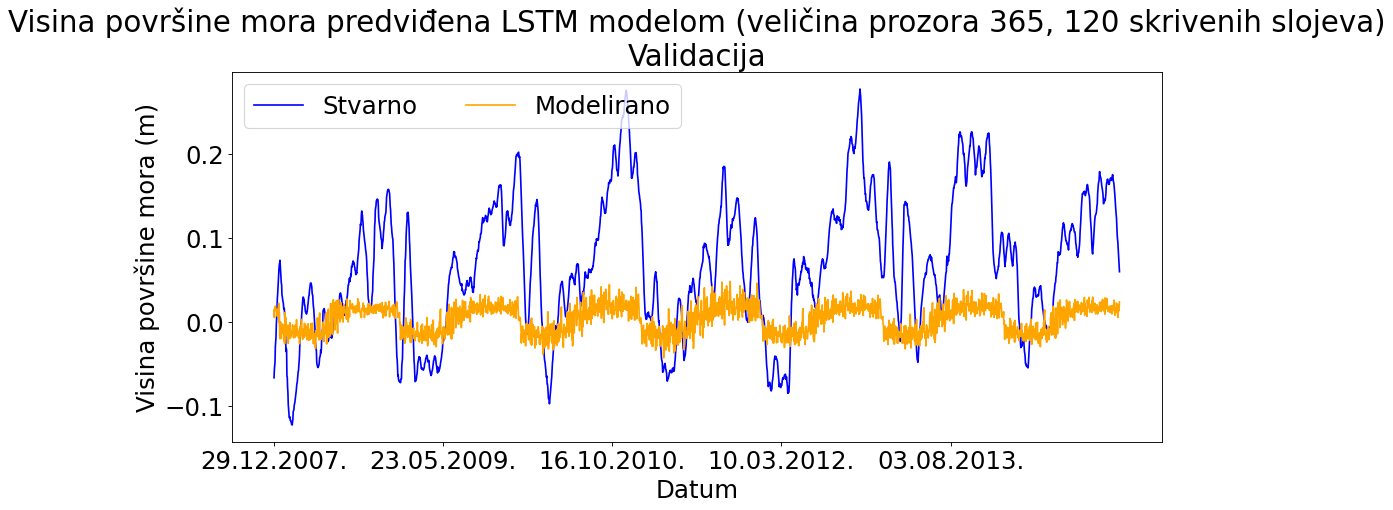 Visina površine mora predviđena LSTM modelom (veličina prozora 365, 120 skrivenih slojeva)
Validacija
Stvarno Modelirano
Visina površine mora (m)
0.2
0.1
0.0
−0.1
29.12.2007. 23.05.2009. 16.10.2010. 10.03.2012. 03.08.2013.
Datum